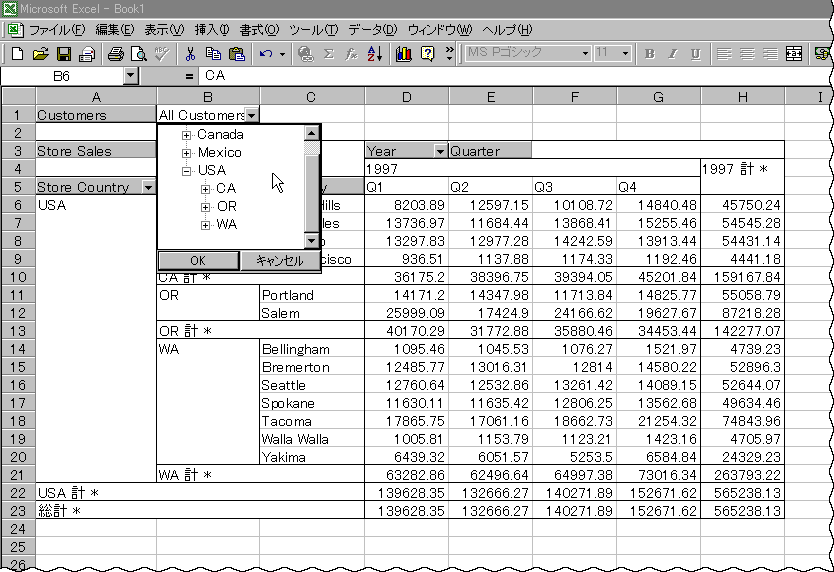 Microsoft Excel - Book1
ファイル(F) 編集(E) 表示(V) 挿入(I) 書式(O) ツール(T) データ(D) ウィンドウ(W) ヘルプ(H)
MS Pゴシック 11 B I U
B6 = CA
A B C D E F G H I
1 Customers All Customers
2 Canada
3 Store Sales Mexico Year Quarter
4 USA 1997 1997 計 *
5 Store Country CA y Q1 Q2 Q3 Q4
6 USA OR Hills 8203.89 12597.15 10108.72 14840.48 45750.24
7 WA les 13736.97 11684.44 13868.41 15255.46 54545.28
8 o 13297.83 12977.28 14242.59 13913.44 54431.14
9 OK キャンセル cisco 936.51 1137.88 1174.33 1192.46 4441.18
10 CA 計 * 36175.2 38396.75 39394.05 45201.84 159167.84
11 OR Portland 14171.2 14347.98 11713.84 14825.77 55058.79
12 Salem 25999.09 17424.9 24166.62 19627.67 87218.28
13 OR 計 * 40170.29 31772.88 35880.46 34453.44 142277.07
14 WA Bellingham 1095.46 1045.53 1076.27 1521.97 4739.23
15 Bremerton 12485.77 13016.31 12814 14580.22 52896.3
16 Seattle 12760.64 12532.86 13261.42 14089.15 52644.07
17 Spokane 11630.11 11635.42 12806.25 13562.68 49634.46
18 Tacoma 17865.75 17061.16 18662.73 21254.32 74843.96
19 Walla Walla 1005.81 1153.79 1123.21 1423.16 4705.97
20 Yakima 6439.32 6051.57 5253.5 6584.84 24329.23
21 WA 計 * 63282.86 62496.64 64997.38 73016.34 263793.22
22 USA 計 * 139628.35 132666.27 140271.89 152671.62 565238.13
23 総計 * 139628.35 132666.27 140271.89 152671.62 565238.13
24
25
26